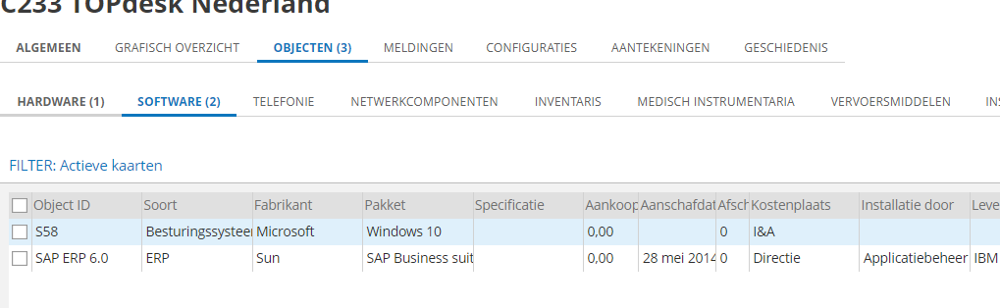 C233 TOPdesk Nederland
ALGEMEEN GRAFISCH OVERZICHT OBJECTEN (3) MELDINGEN CONFIGURATIES AANTEKENINGEN GESCHIEDENIS
HARDWARE (1) SOFTWARE (2) TELEFONIE NETWERKCOMPONENTEN INVENTARIS MEDISCH INSTRUMENTARIA VERVOERSMIDDELEN INS
FILTER: Actieve kaarten
Object ID Soort Fabrikant Pakket Specificatie Aankoop Aanschafdat Afsch Kostenplaats Installatie door Leve
S58 Besturingssysteem Microsoft Windows 10 0,00 0 I&A
SAP ERP 6.0 ERP Sun SAP Business suit 0,00 28 mei 2014 0 Directie Applicatiebeheer IBM